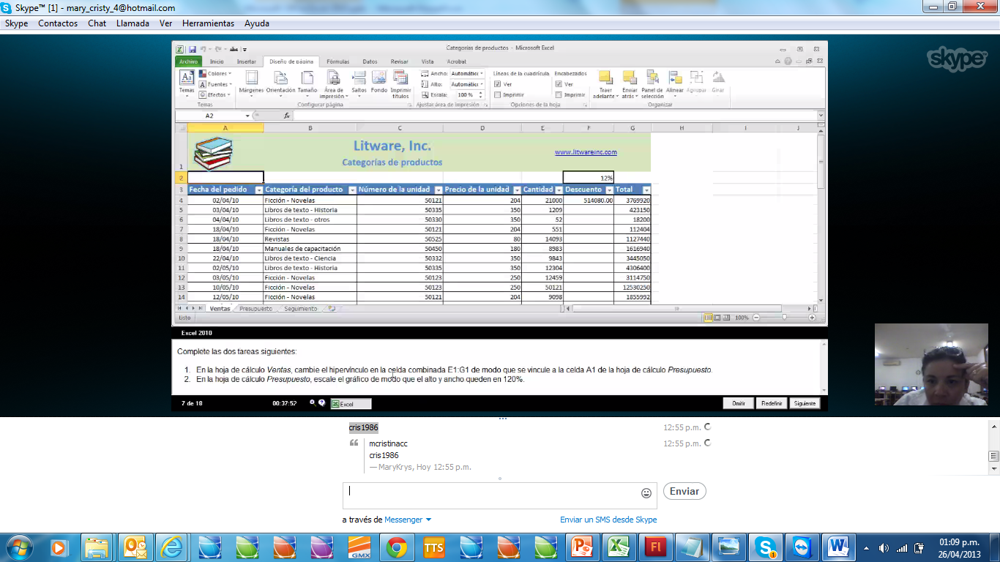 Skype™ [1] - mary_cristy_4@hotmail.com
Skype Contactos Chat Llamada Ver Herramientas Ayuda
skype
Categorías de productos - Microsoft Excel
Archivo Inicio Insertar Diseño de página Fórmulas Datos Revisar Vista Acrobat
Temas Colores Fuentes Efectos Márgenes Orientación Tamaño Área de impresión Saltos Fondo Imprimir títulos
Ancho: Automático Alto: Automático Escala: 100 %
Líneas de la cuadrícula Ver Imprimir Encabezados Ver Imprimir
Traer adelante Enviar atrás Panel de selección Alinear Agrupar Girar
Temas Configurar página Ajustar área de impresión Opciones de la hoja Organizar
A2 fx
A B C D E F G H I J
1 Litware, Inc. www.litwareinc.com
Categorías de productos
2 12%
3 Fecha del pedido Categoría del producto Número de la unidad Precio de la unidad Cantidad Descuento Total
4 02/04/10 Ficción - Novelas 50121 204 21000 514080.00 3769920
5 03/04/10 Libros de texto - Historia 50335 350 1209 423150
6 04/04/10 Libros de texto - otros 50330 350 52 18200
7 18/04/10 Ficción - Novelas 50121 204 551 112404
8 18/04/10 Revistas 50525 80 14093 1127440
9 18/04/10 Manuales de capacitación 50450 180 8983 1616940
10 22/04/10 Libros de texto - Ciencia 50332 350 9843 3445050
11 02/05/10 Libros de texto - Historia 50335 350 12304 4306400
12 03/05/10 Ficción - Novelas 50123 250 12459 3114750
13 10/05/10 Ficción - Novelas 50123 250 50121 12530250
14 12/05/10 Ficción - Novelas 50121 204 9098 1855992
Ventas Presupuesto Seguimiento
Listo 100%
Excel 2010
Complete las dos tareas siguientes:
1. En la hoja de cálculo Ventas, cambie el hipervínculo en la celda combinada E1:G1 de modo que se vincule a la celda A1 de la hoja de cálculo Presupuesto.
2. En la hoja de cálculo Presupuesto, escale el gráfico de modo que el alto y ancho queden en 120%.
7 de 18 00:37:52 Excel Omitir Redefinir Siguiente
cris1986 12:55 p.m.
mcristinacc 12:55 p.m.
cris1986
— MaryKrys, Hoy 12:55 p.m.
Enviar
a través de Messenger Enviar un SMS desde Skype
GMX TTS Fl 1
01:09 p.m.
26/04/2013